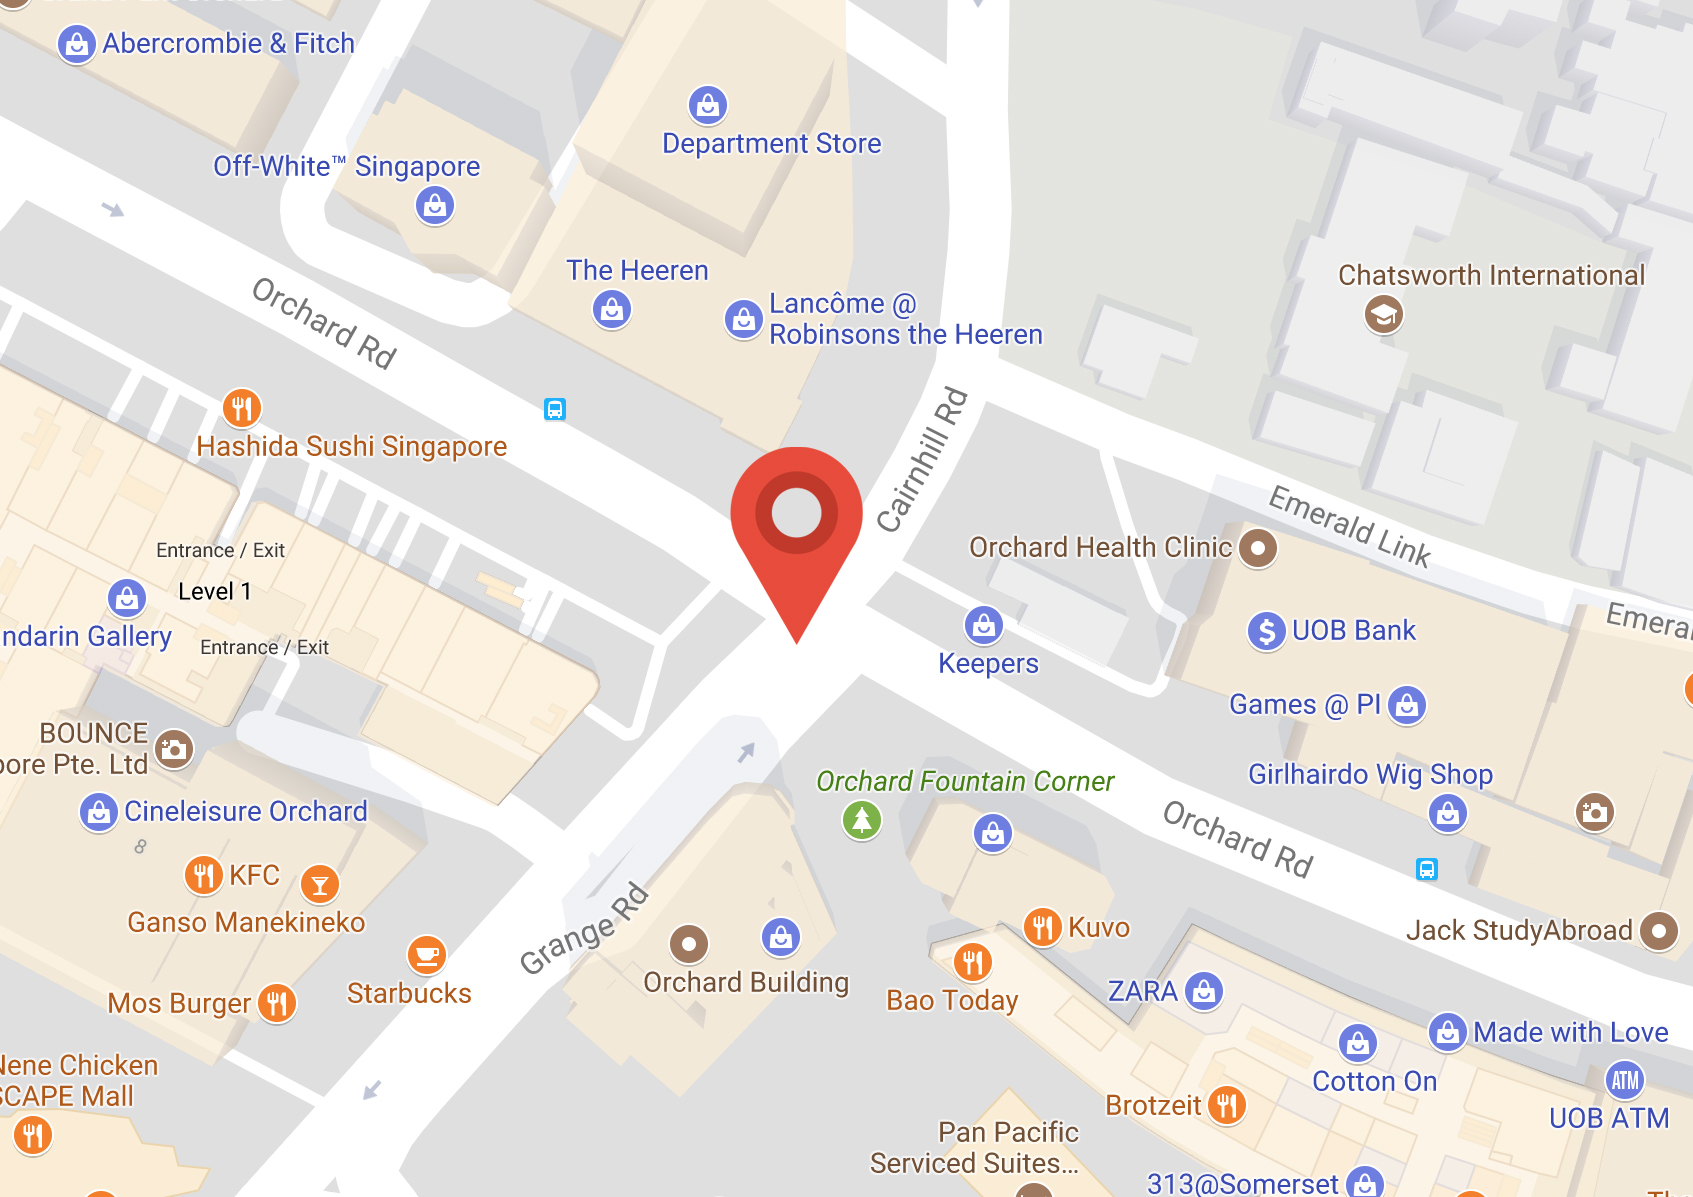 Abercrombie & Fitch
Department Store
Off-White™ Singapore
The Heeren
Lancôme @
Robinsons the Heeren
Chatsworth International
Orchard Rd
Cairnhill Rd
Hashida Sushi Singapore
Emerald Link
Orchard Health Clinic
Entrance / Exit
Level 1
Entrance / Exit
ndarin Gallery
Keepers
$ UOB Bank
Emeral
Games @ PI
BOUNCE
ore Pte. Ltd
Orchard Fountain Corner
Girlhairdo Wig Shop
Cineleisure Orchard
8
Orchard Rd
KFC
Ganso Manekineko
Grange Rd
Kuvo
Jack StudyAbroad
Orchard Building
Starbucks
Mos Burger
Bao Today
ZARA
Made with Love
Cotton On
ATM
UOB ATM
Nene Chicken
SCAPE Mall
Brotzeit
Pan Pacific
Serviced Suites...
313@Somerset